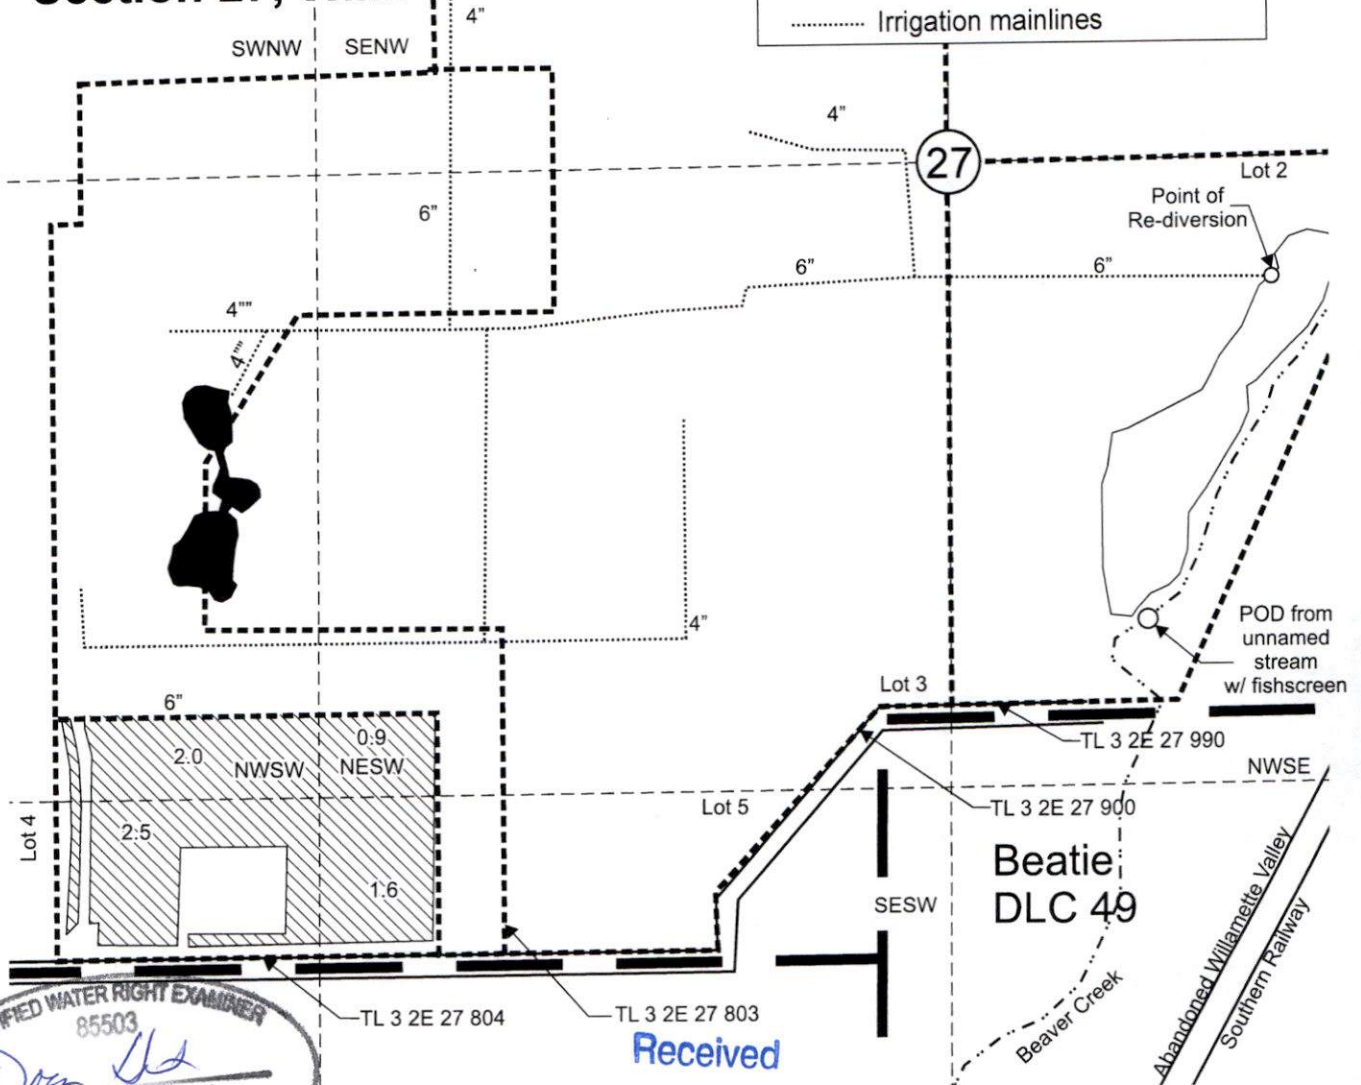 4”
Irrigation mainlines
SWNW
SENW
4”
27
Lot 2
Point of
Re-diversion
6”
6”
6”
4””
4””
4”
POD from
unnamed
stream
w/ fishscreen
Lot 3
6”
2.0
0.9
NWSW
NESW
TL 3 2E 27 990
NWSE
Lot 5
TL 3 2E 27 900
Lot 4
2.5
1.6
Beatie
DLC 49
SESW
Abandoned Willamette Valley
Southern Railway
Beaver Creek
TL 3 2E 27 804
TL 3 2E 27 803
WATER RIGHT EXAMINER
85503
Received